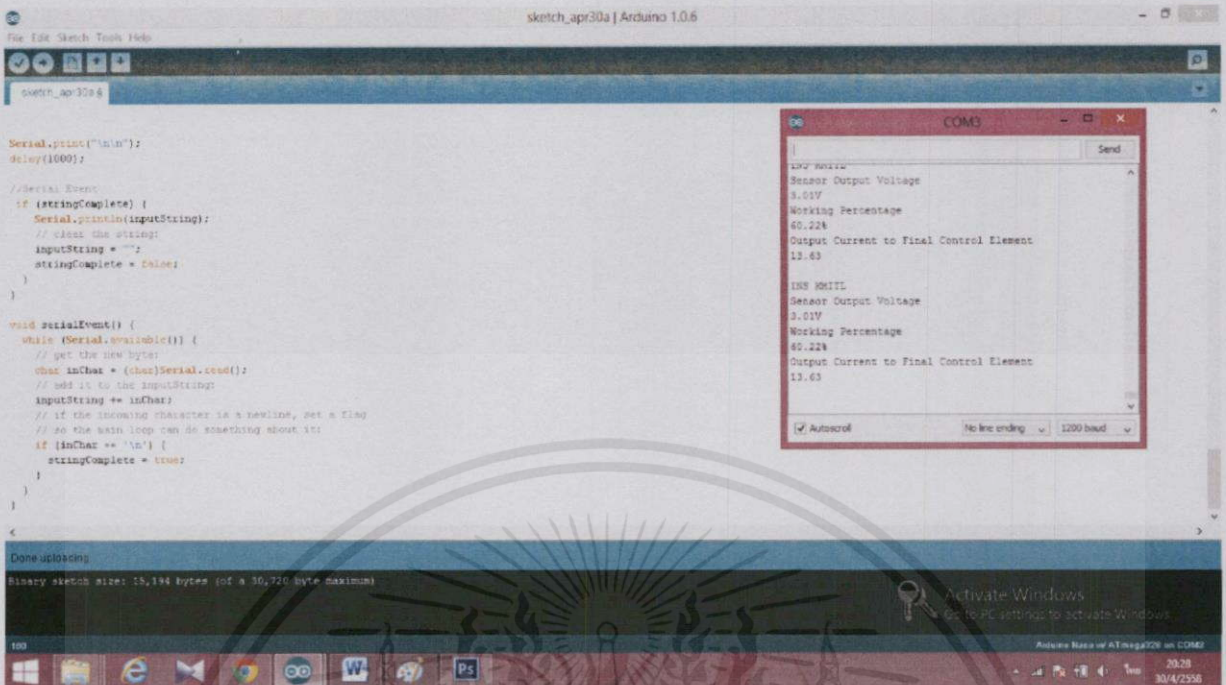 sketch_apr30a | Arduino 1.0.6
File Edit Sketch Tools Help
sketch_apr30a §
Serial.print("\n\n");
delay(1000);
//Serial Event
if (stringComplete) {
Serial.println(inputString);
// clear the string:
inputString = "";
stringComplete = false;
}
}
void serialEvent() {
while (Serial.available()) {
// get the new byte:
char inChar = (char)Serial.read();
// add it to the inputString:
inputString += inChar;
// if the incoming character is a newline, set a flag
// so the main loop can do something about it:
if (inChar == '\n') {
stringComplete = true;
}
}
}
COM3
Send
Sensor Output Voltage
3.01V
Working Percentage
60.22%
Output Current to Final Control Element
13.63
INS KMITL
Sensor Output Voltage
3.01V
Working Percentage
60.22%
Output Current to Final Control Element
13.63
Autoscroll
No line ending
1200 baud
Done uploading
Binary sketch size: 15,194 bytes (of a 30,720 byte maximum)
Activate Windows
Go to PC settings to activate Windows
Arduino Nano w/ ATmega328 on COM3
Ps
ไทย
20:28
30/4/2558